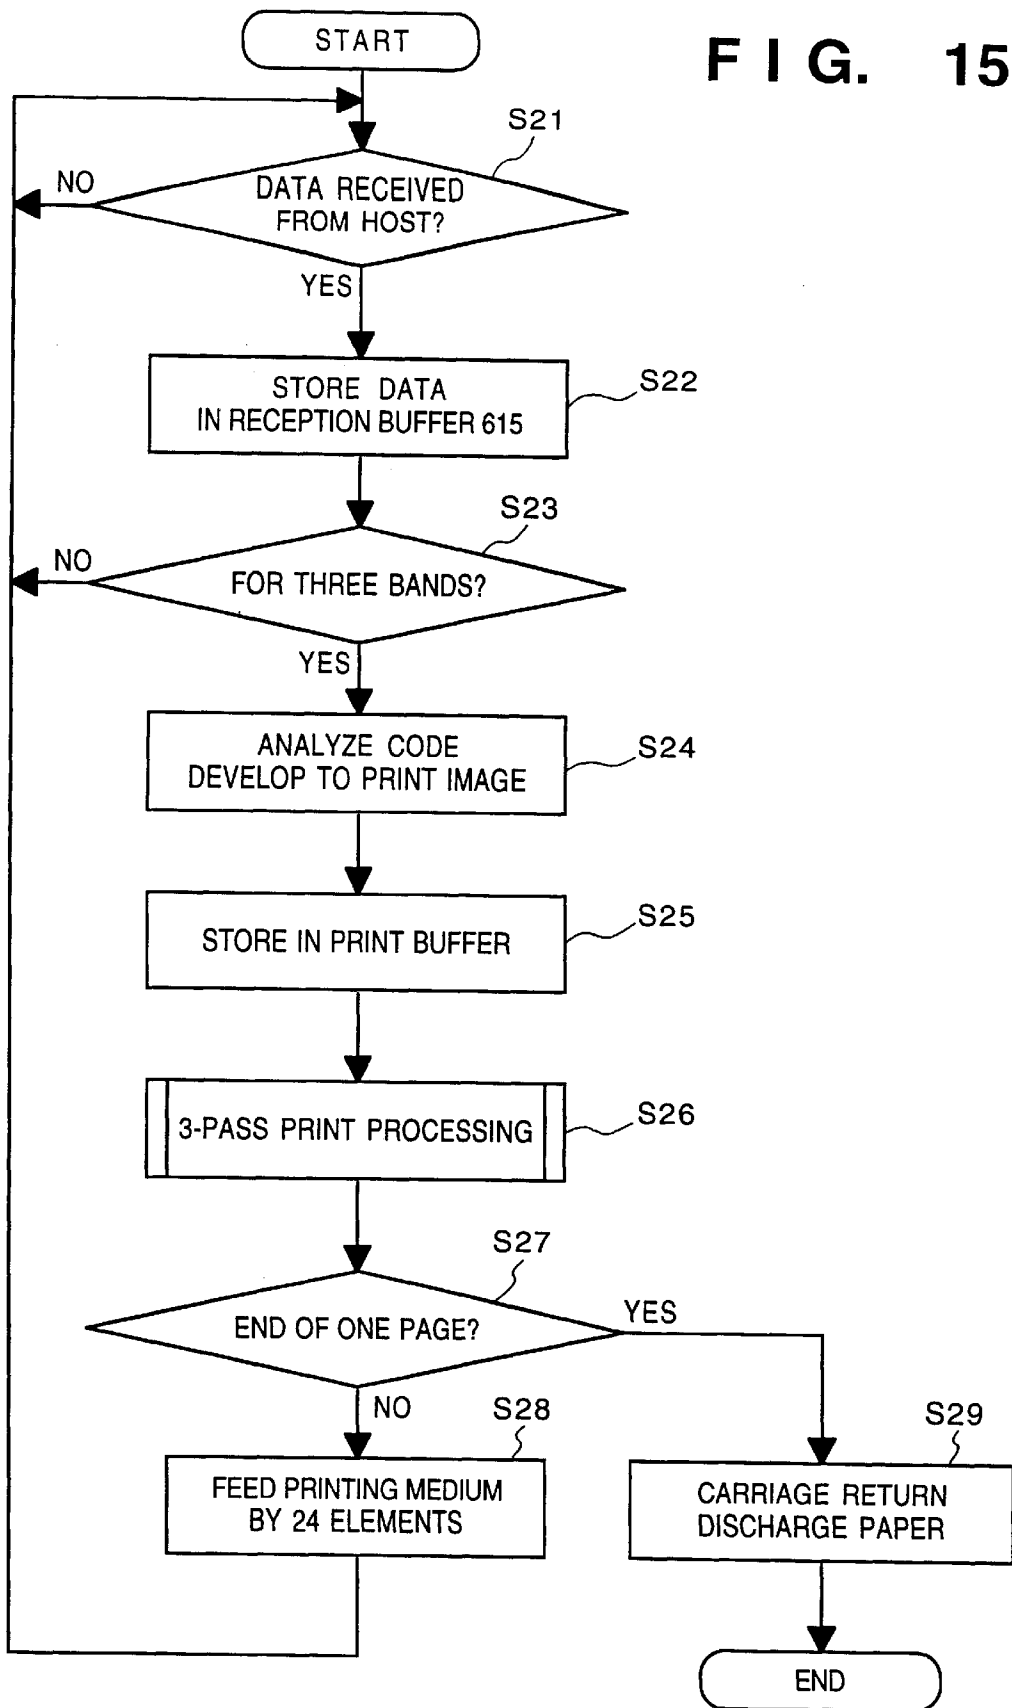 START
FIG. 15
S21
NO
DATA RECEIVED
FROM HOST?
YES
STORE DATA
IN RECEPTION BUFFER 615
S22
S23
NO
FOR THREE BANDS?
YES
ANALYZE CODE
DEVELOP TO PRINT IMAGE
S24
STORE IN PRINT BUFFER
S25
3-PASS PRINT PROCESSING
S26
S27
END OF ONE PAGE?
YES
NO
S28
FEED PRINTING MEDIUM
BY 24 ELEMENTS
S29
CARRIAGE RETURN
DISCHARGE PAPER
END